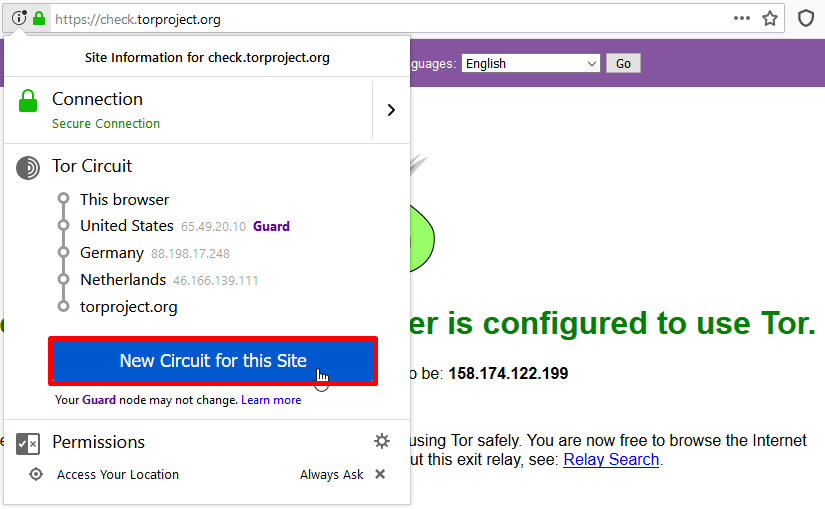 https://check.torproject.org
Site Information for check.torproject.org
guages: English Go
Connection
Secure Connection
Tor Circuit
This browser
United States 65.49.20.10 Guard
Germany 88.198.17.248
Netherlands 46.166.139.111
torproject.org
er is configured to use Tor.
New Circuit for this Site
o be: 158.174.122.199
Your Guard node may not change. Learn more
Permissions
using Tor safely. You are now free to browse the Internet
ut this exit relay, see: Relay Search.
Access Your Location Always Ask